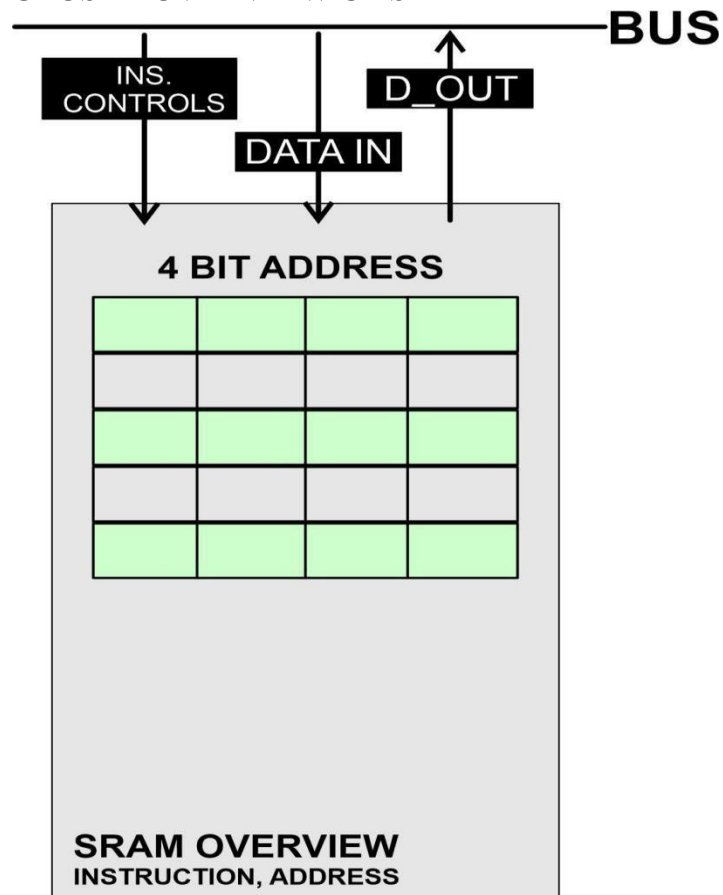 BUS
INS.
CONTROLS
D_OUT
DATA IN
4 BIT ADDRESS
SRAM OVERVIEW
INSTRUCTION, ADDRESS